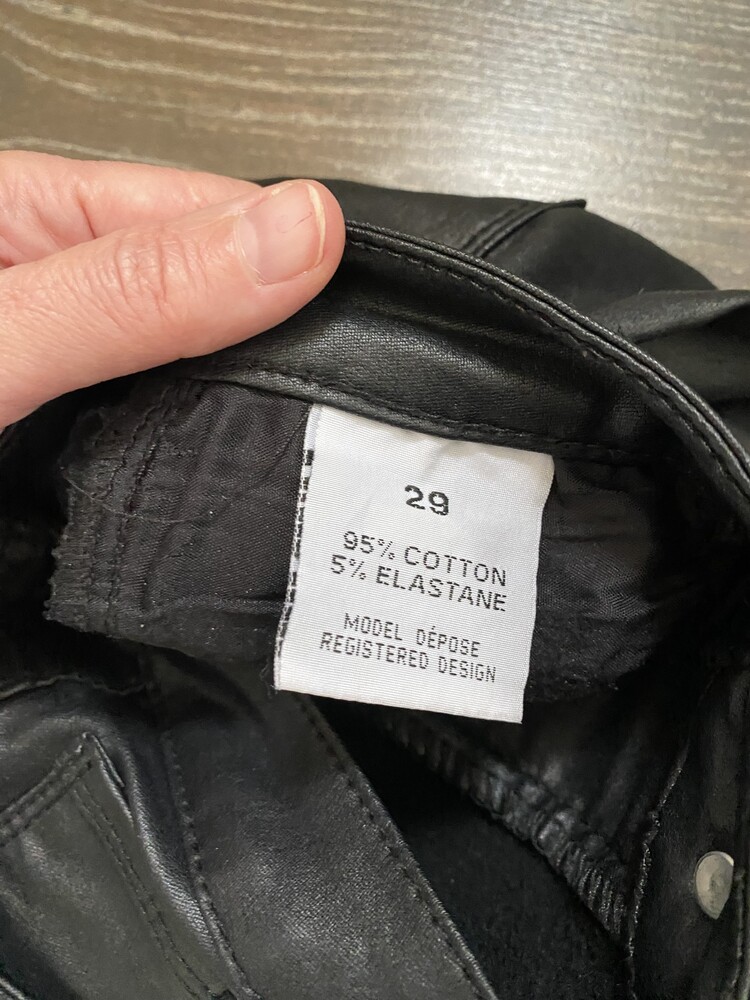 29
95% COTTON
5% ELASTANE
MODEL DÉPOSE
REGISTERED DESIGN